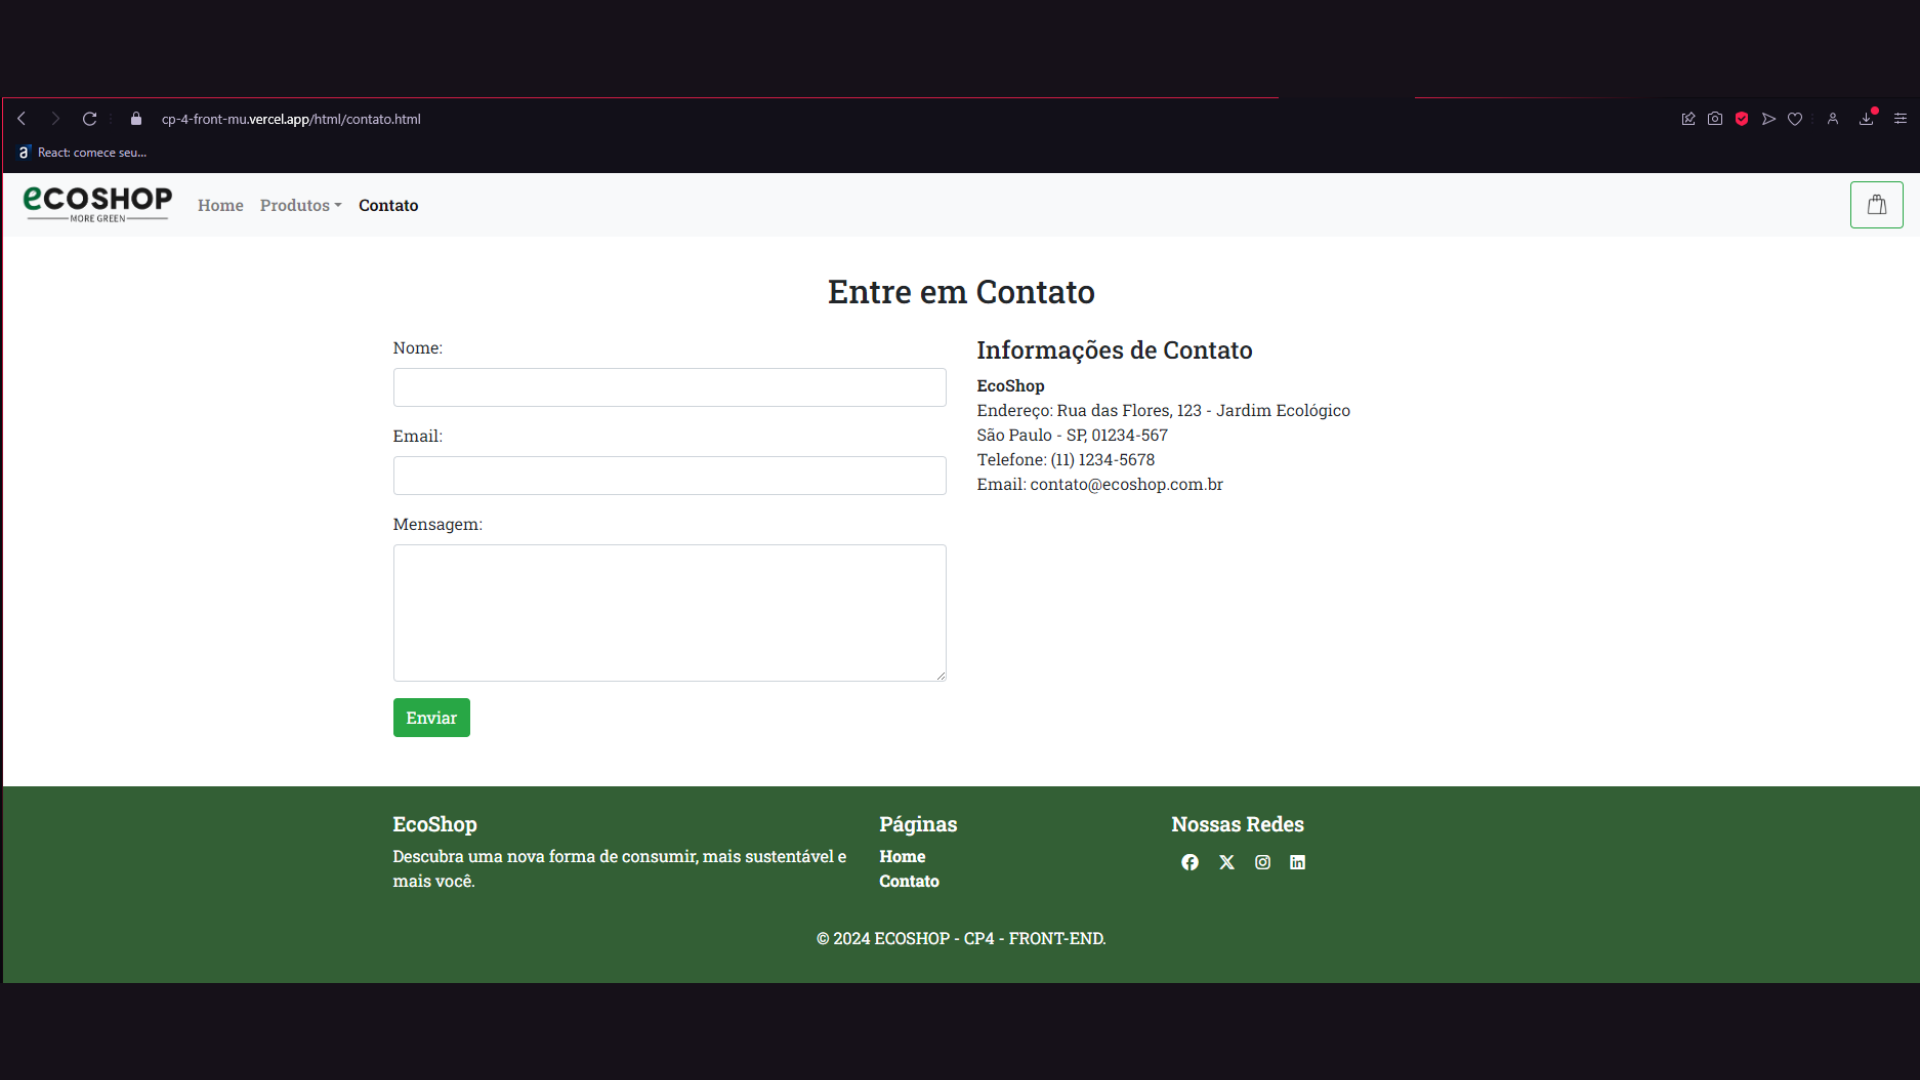 cp-4-front-mu.vercel.app/html/contato.html
a React: comece seu...
ecoSHOP
MORE GREEN
Home Produtos Contato
Entre em Contato
Nome:
Email:
Mensagem:
Enviar
Informações de Contato
EcoShop
Endereço: Rua das Flores, 123 - Jardim Ecológico
São Paulo - SP, 01234-567
Telefone: (11) 1234-5678
Email: contato@ecoshop.com.br
EcoShop
Descubra uma nova forma de consumir, mais sustentável e
mais você.
Páginas
Home
Contato
Nossas Redes
© 2024 ECOSHOP - CP4 - FRONT-END.